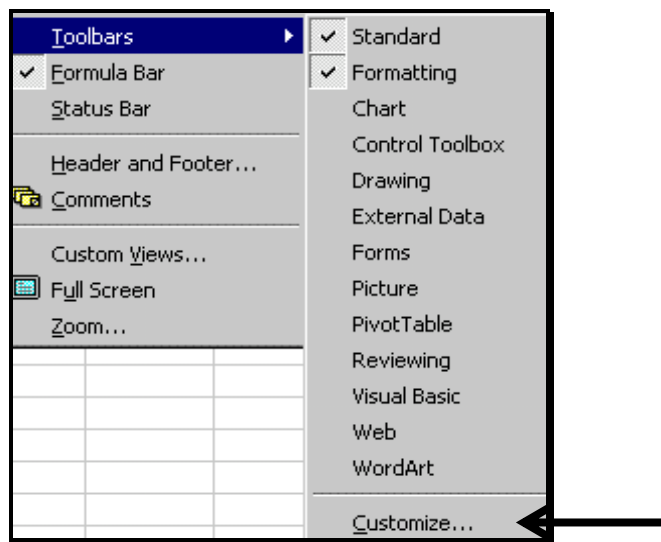 Toolbars
Formula Bar
Status Bar
Header and Footer...
Comments
Custom Views...
Full Screen
Zoom...
Standard
Formatting
Chart
Control Toolbox
Drawing
External Data
Forms
Picture
PivotTable
Reviewing
Visual Basic
Web
WordArt
Customize...